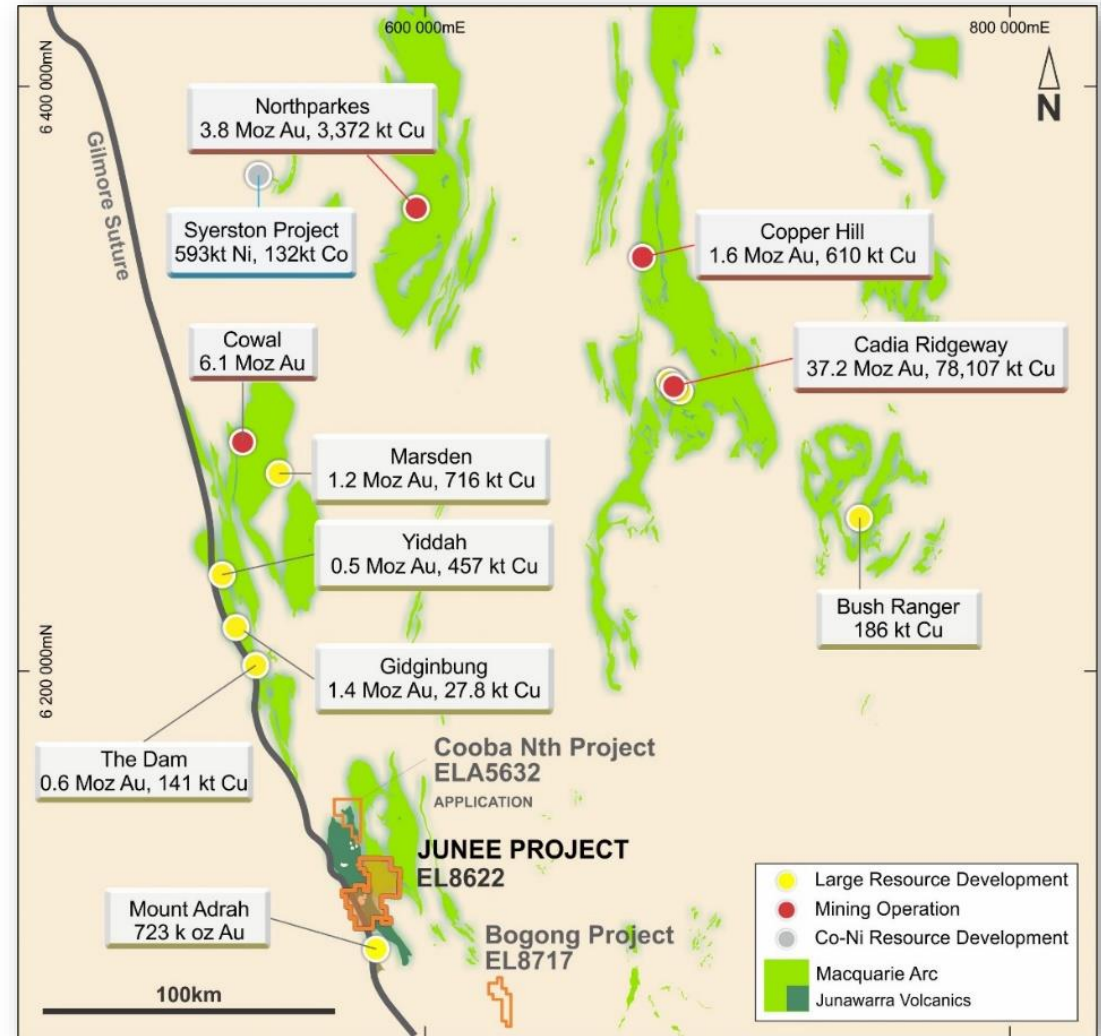 600 000mE
800 000mE
6 400 000mN
N
Gilmore Suture
Northparkes
3.8 Moz Au, 3,372 kt Cu
Syerston Project
593kt Ni, 132kt Co
Copper Hill
1.6 Moz Au, 610 kt Cu
Cowal
6.1 Moz Au
Cadia Ridgeway
37.2 Moz Au, 78,107 kt Cu
Marsden
1.2 Moz Au, 716 kt Cu
Yiddah
0.5 Moz Au, 457 kt Cu
Bush Ranger
186 kt Cu
6 200 000mN
Gidginbung
1.4 Moz Au, 27.8 kt Cu
The Dam
0.6 Moz Au, 141 kt Cu
Cooba Nth Project
ELA5632
APPLICATION
JUNEE PROJECT
EL8622
Mount Adrah
723 k oz Au
Bogong Project
EL8717
100km
Large Resource Development
Mining Operation
Co-Ni Resource Development
Macquarie Arc
Junawarra Volcanics